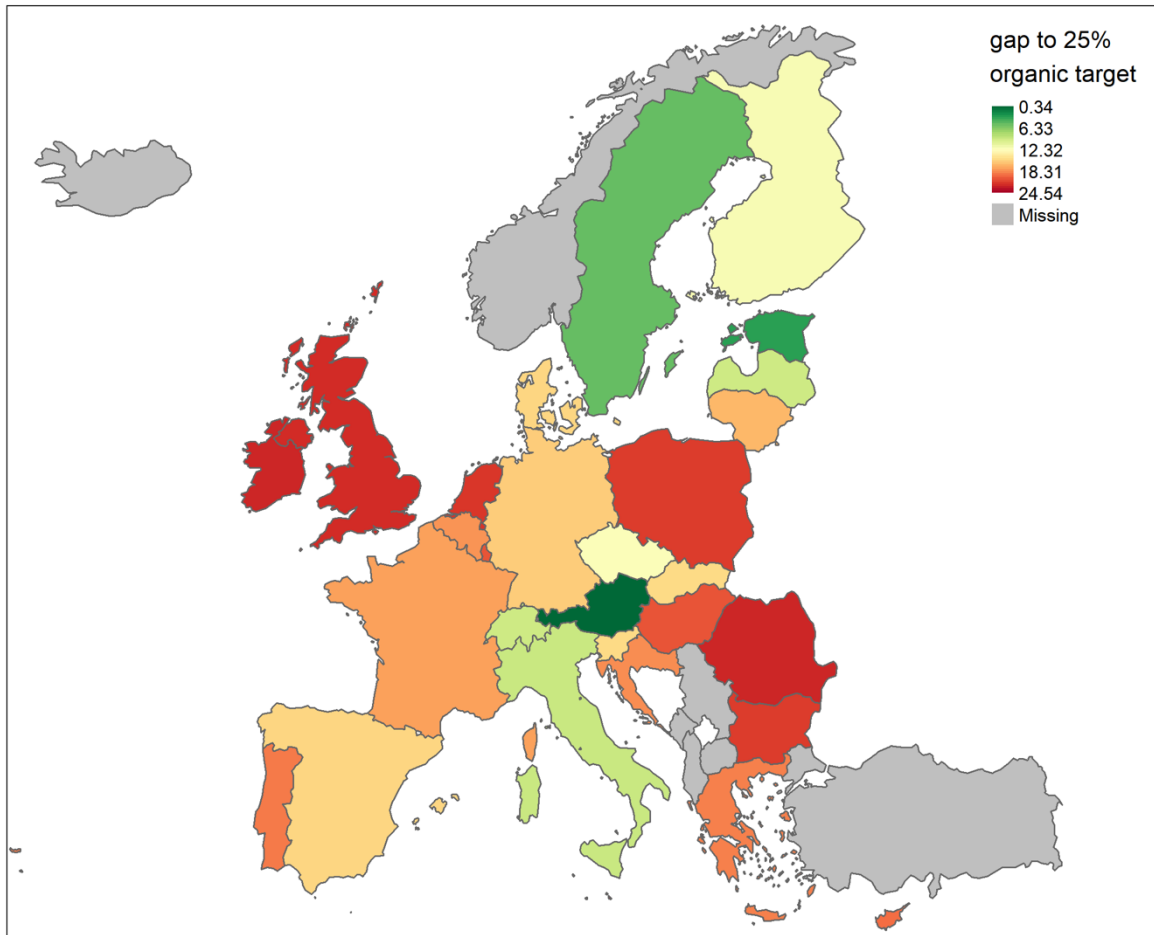 gap to 25%
organic target
0.34
6.33
12.32
18.31
24.54
Missing